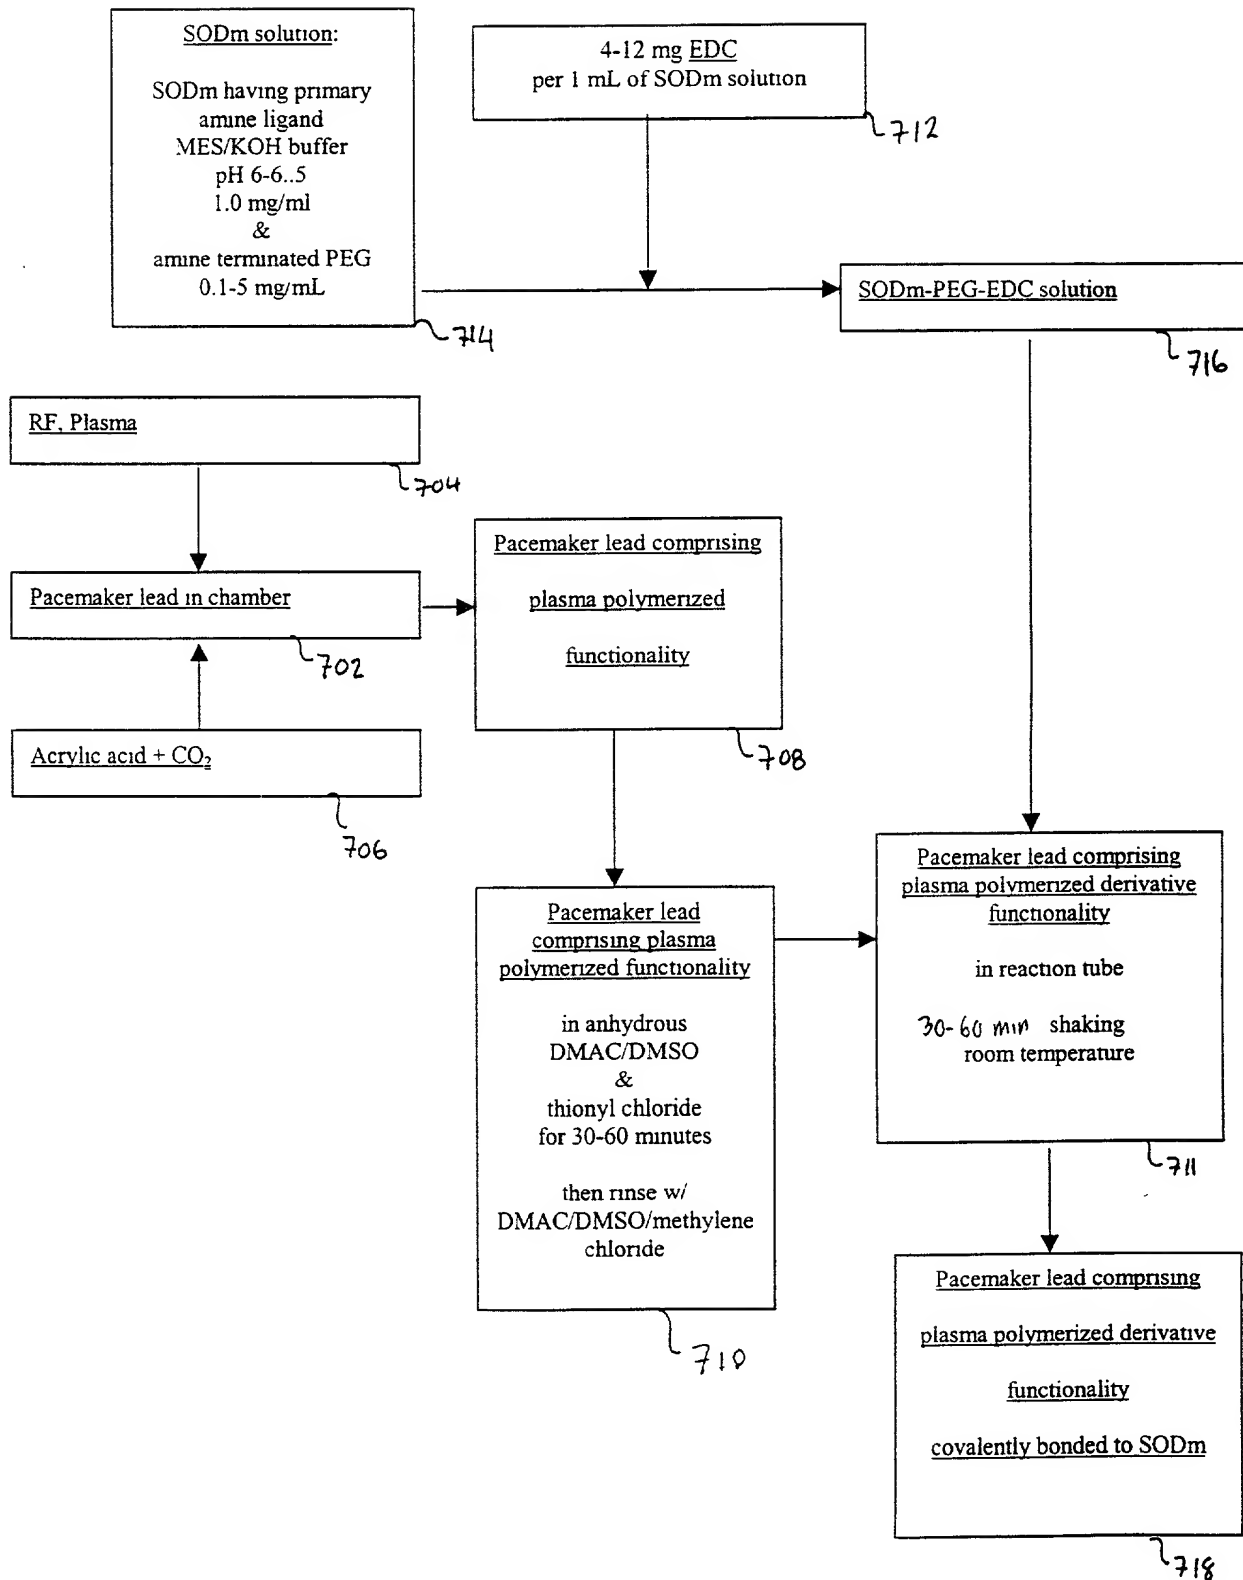 SODm solution:
SODm having primary
amine ligand
MES/KOH buffer
pH 6-6..5
1.0 mg/ml
&
amine terminated PEG
0.1-5 mg/mL
714
4-12 mg EDC
per 1 mL of SODm solution
712
SODm-PEG-EDC solution
716
RF, Plasma
704
Pacemaker lead in chamber
702
Acrylic acid + CO₂
706
Pacemaker lead comprising
plasma polymerized
functionality
708
Pacemaker lead
comprising plasma
polymerized functionality
in anhydrous
DMAC/DMSO
&
thionyl chloride
for 30-60 minutes
then rinse w/
DMAC/DMSO/methylene
chloride
710
Pacemaker lead comprising
plasma polymerized derivative
functionality
in reaction tube
30-60 min shaking
room temperature
711
Pacemaker lead comprising
plasma polymerized derivative
functionality
covalently bonded to SODm
718